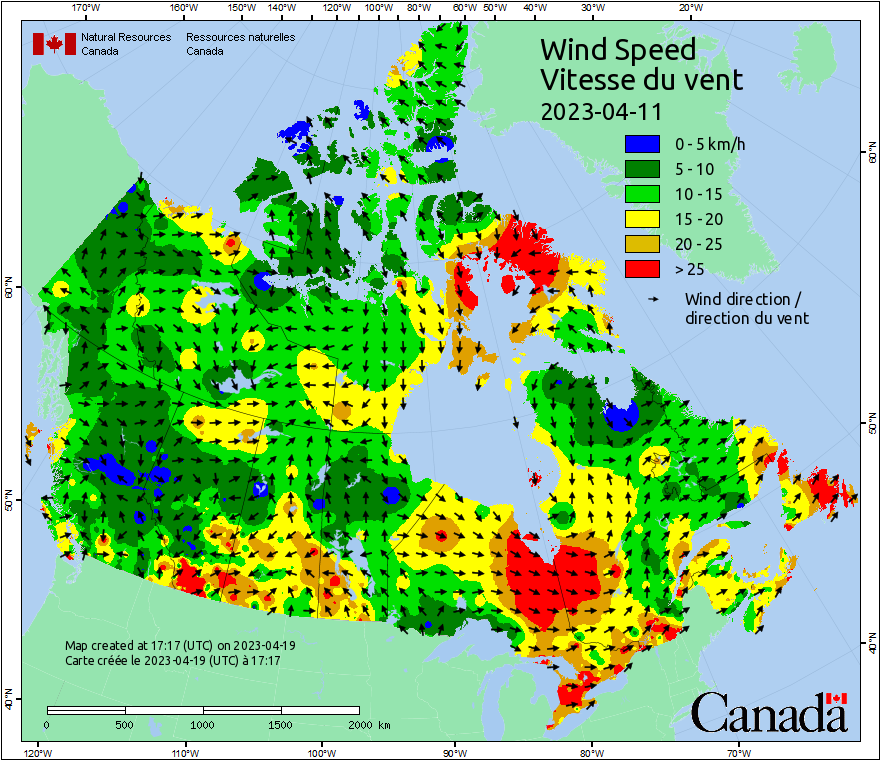 170°W 160°W 150°W 140°W 120°W 100°W 80°W 60°W 50°W 40°W 30°W 20°W
Natural Resources Canada
Ressources naturelles Canada
Wind Speed
Vitesse du vent
2023-04-11
0 - 5 km/h
5 - 10
10 - 15
15 - 20
20 - 25
> 25
Wind direction /
direction du vent
60°N
60°N
50°N
50°N
40°N
40°N
Map created at 17:17 (UTC) on 2023-04-19
Carte créée le 2023-04-19 (UTC) à 17:17
0 500 1000 1500 2000 km
Canada
120°W 110°W 100°W 90°W 80°W 70°W